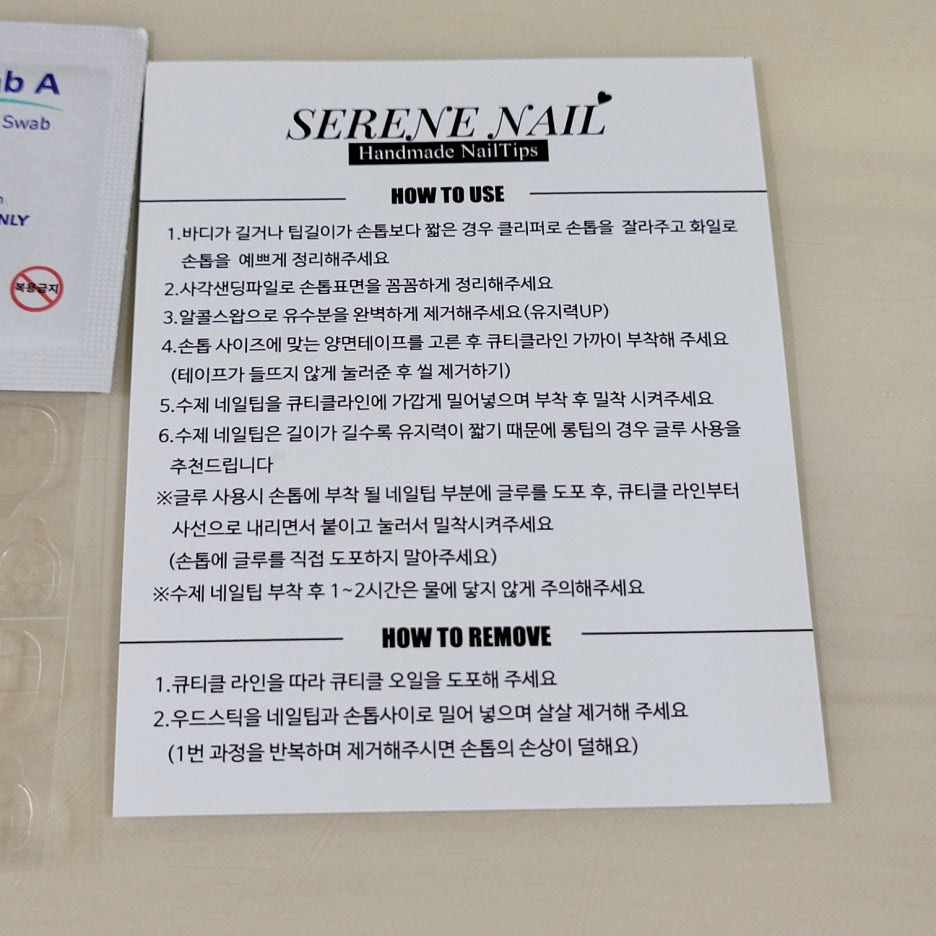 b A
Swab
NLY
복용금지
SERENE NAIL
Handmade NailTips
HOW TO USE
1.바디가 길거나 팁길이가 손톱보다 짧은 경우 클리퍼로 손톱을 잘라주고 화일로
손톱을 예쁘게 정리해주세요
2.사각샌딩파일로 손톱표면을 꼼꼼하게 정리해주세요
3.알콜스왑으로 유수분을 완벽하게 제거해주세요(유지력UP)
4.손톱 사이즈에 맞는 양면테이프를 고른 후 큐티클라인 가까이 부착해 주세요
(테이프가 들뜨지 않게 눌러준 후 씰 제거하기)
5.수제 네일팁을 큐티클라인에 가깝게 밀어넣으며 부착 후 밀착 시켜주세요
6.수제 네일팁은 길이가 길수록 유지력이 짧기 때문에 롱팁의 경우 글루 사용을
추천드립니다
※글루 사용시 손톱에 부착 될 네일팁 부분에 글루를 도포 후, 큐티클 라인부터
사선으로 내리면서 붙이고 눌러서 밀착시켜주세요
(손톱에 글루를 직접 도포하지 말아주세요)
※수제 네일팁 부착 후 1~2시간은 물에 닿지 않게 주의해주세요
HOW TO REMOVE
1.큐티클 라인을 따라 큐티클 오일을 도포해 주세요
2.우드스틱을 네일팁과 손톱사이로 밀어 넣으며 살살 제거해 주세요
(1번 과정을 반복하며 제거해주시면 손톱의 손상이 덜해요)